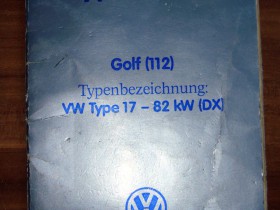 Golf (112)
Typenbezeichnung:
VW Type 17 – 82 kW (DX)